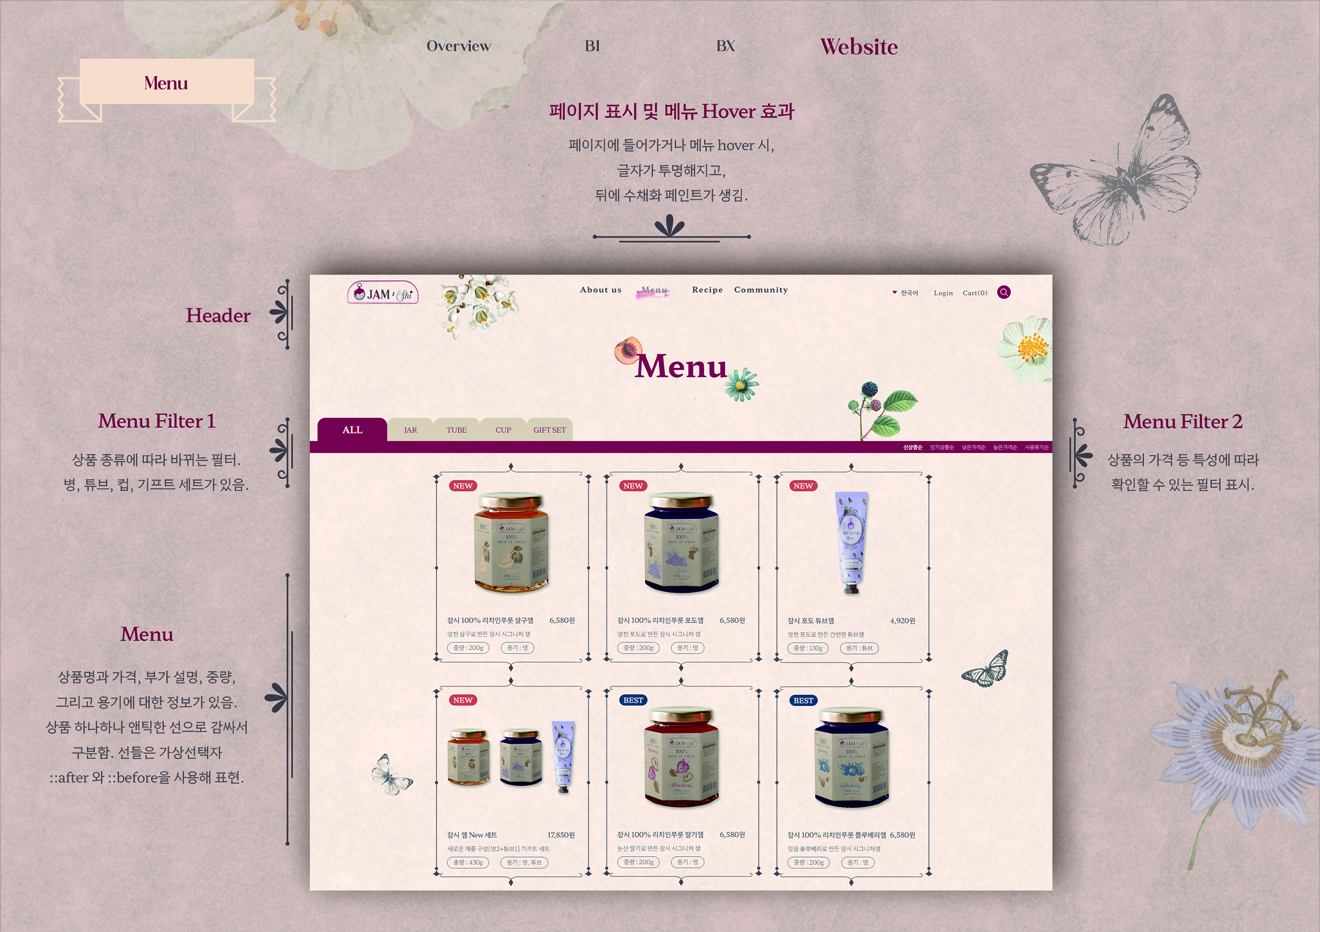 Overview
BI
BX
Website
Menu
페이지 표시 및 메뉴 Hover 효과
페이지에 들어가거나 메뉴 hover 시,
글자가 투명해지고,
뒤에 수채화 페인트가 생김.
Header
Menu Filter 1
상품 종류에 따라 바뀌는 필터.
병, 튜브, 컵, 기프트 세트가 있음.
Menu
상품명과 가격, 부가 설명, 중량,
그리고 용기에 대한 정보가 있음.
상품 하나하나 앤틱한 선으로 감싸서
구분함. 선들은 가상선택자
::after 와 ::before을 사용해 표현.
Menu Filter 2
상품의 가격 등 특성에 따라
확인할 수 있는 필터 표시.
JAM
About us
Menu
Recipe
Community
한국어
Login
Cart(0)
Menu
ALL
JAR
TUBE
CUP
GIFT SET
신상품순
인기상품순
낮은가격순
높은가격순
사용후기순
NEW
잼시 100% 리치인푸룻 살구잼 6,580원
영천 살구로 만든 잼시 시그니처 잼
중량 : 200g
용기 : 병
NEW
잼시 100% 리치인푸룻 포도잼 6,580원
영천 포도로 만든 잼시 시그니처 잼
중량 : 200g
용기 : 병
NEW
잼시 포도 튜브잼 4,920원
영천 포도로 만든 간편한 튜브잼
중량 : 130g
용기 : 튜브
NEW
잼시 잼 New 세트 17,850원
새로운 제품 구성[병2+튜브1] 기프트 세트
총량 : 430g
용기 : 병, 튜브
BEST
잼시 100% 리치인푸룻 딸기잼 6,580원
논산 딸기로 만든 잼시 시그니처 잼
중량 : 200g
용기 : 병
BEST
잼시 100% 리치인푸룻 블루베리잼 6,580원
정읍 블루베리로 만든 잼시 시그니처잼
중량 : 200g
용기 : 병